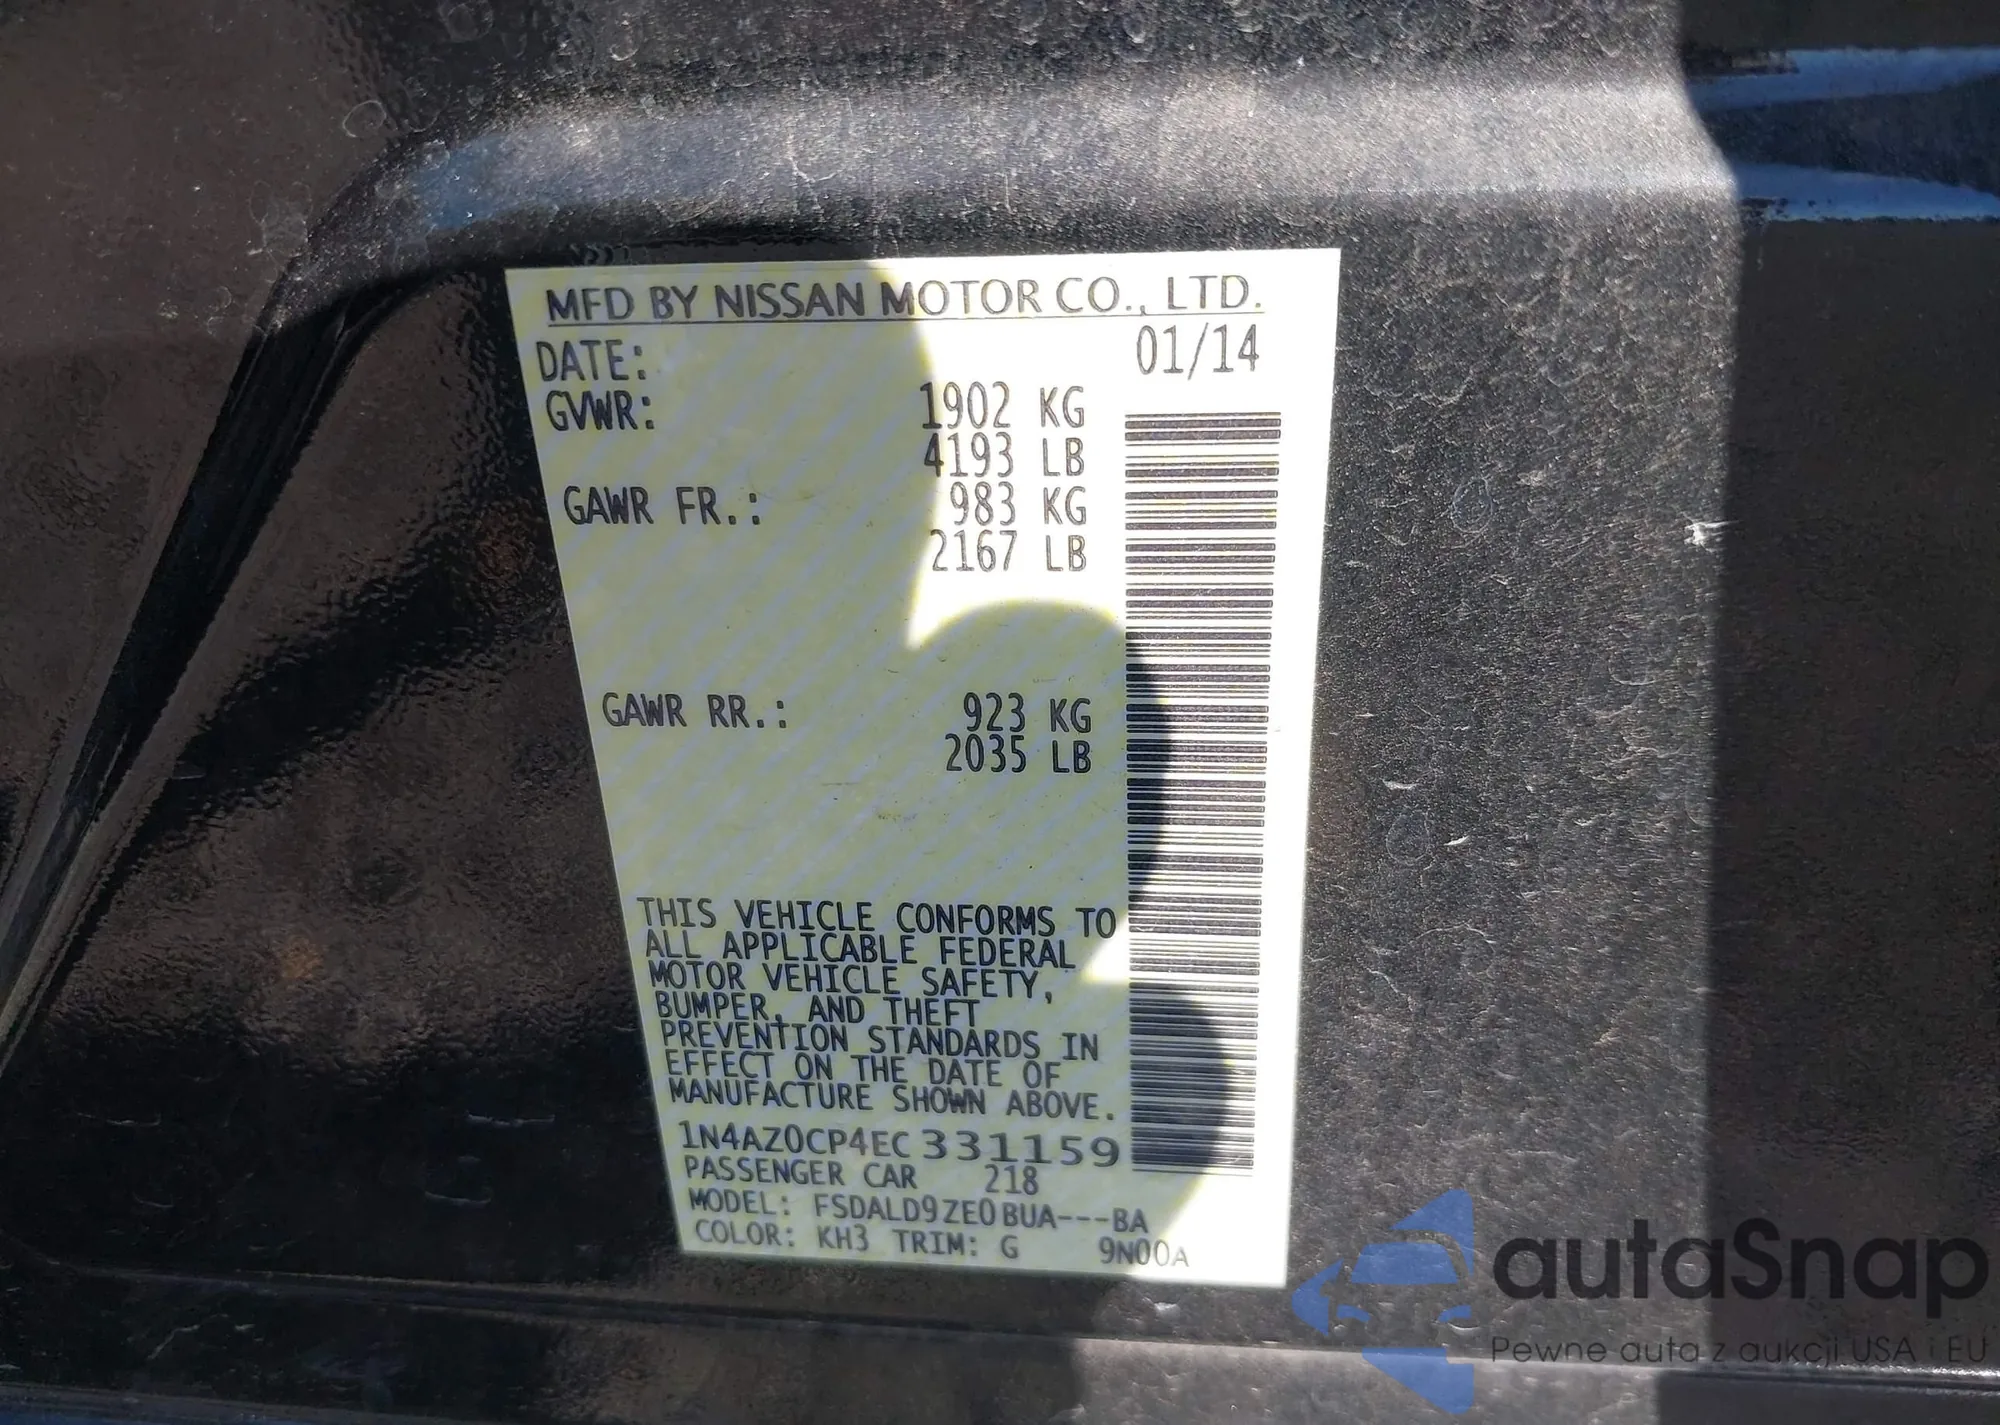 MFD BY NISSAN MOTOR CO., LTD.
DATE: 01/14
GVWR: 1902 KG
4193 LB
GAWR FR.: 983 KG
2167 LB
GAWR RR.: 923 KG
2035 LB
THIS VEHICLE CONFORMS TO
ALL APPLICABLE FEDERAL
MOTOR VEHICLE SAFETY,
BUMPER, AND THEFT
PREVENTION STANDARDS IN
EFFECT ON THE DATE OF
MANUFACTURE SHOWN ABOVE.
1N4AZ0CP4EC331159
PASSENGER CAR 218
MODEL: FSDALD9ZE0BUA---BA
COLOR: KH3 TRIM: G 9N00A
autaSnap
Pewne auta z aukcji USA i EU